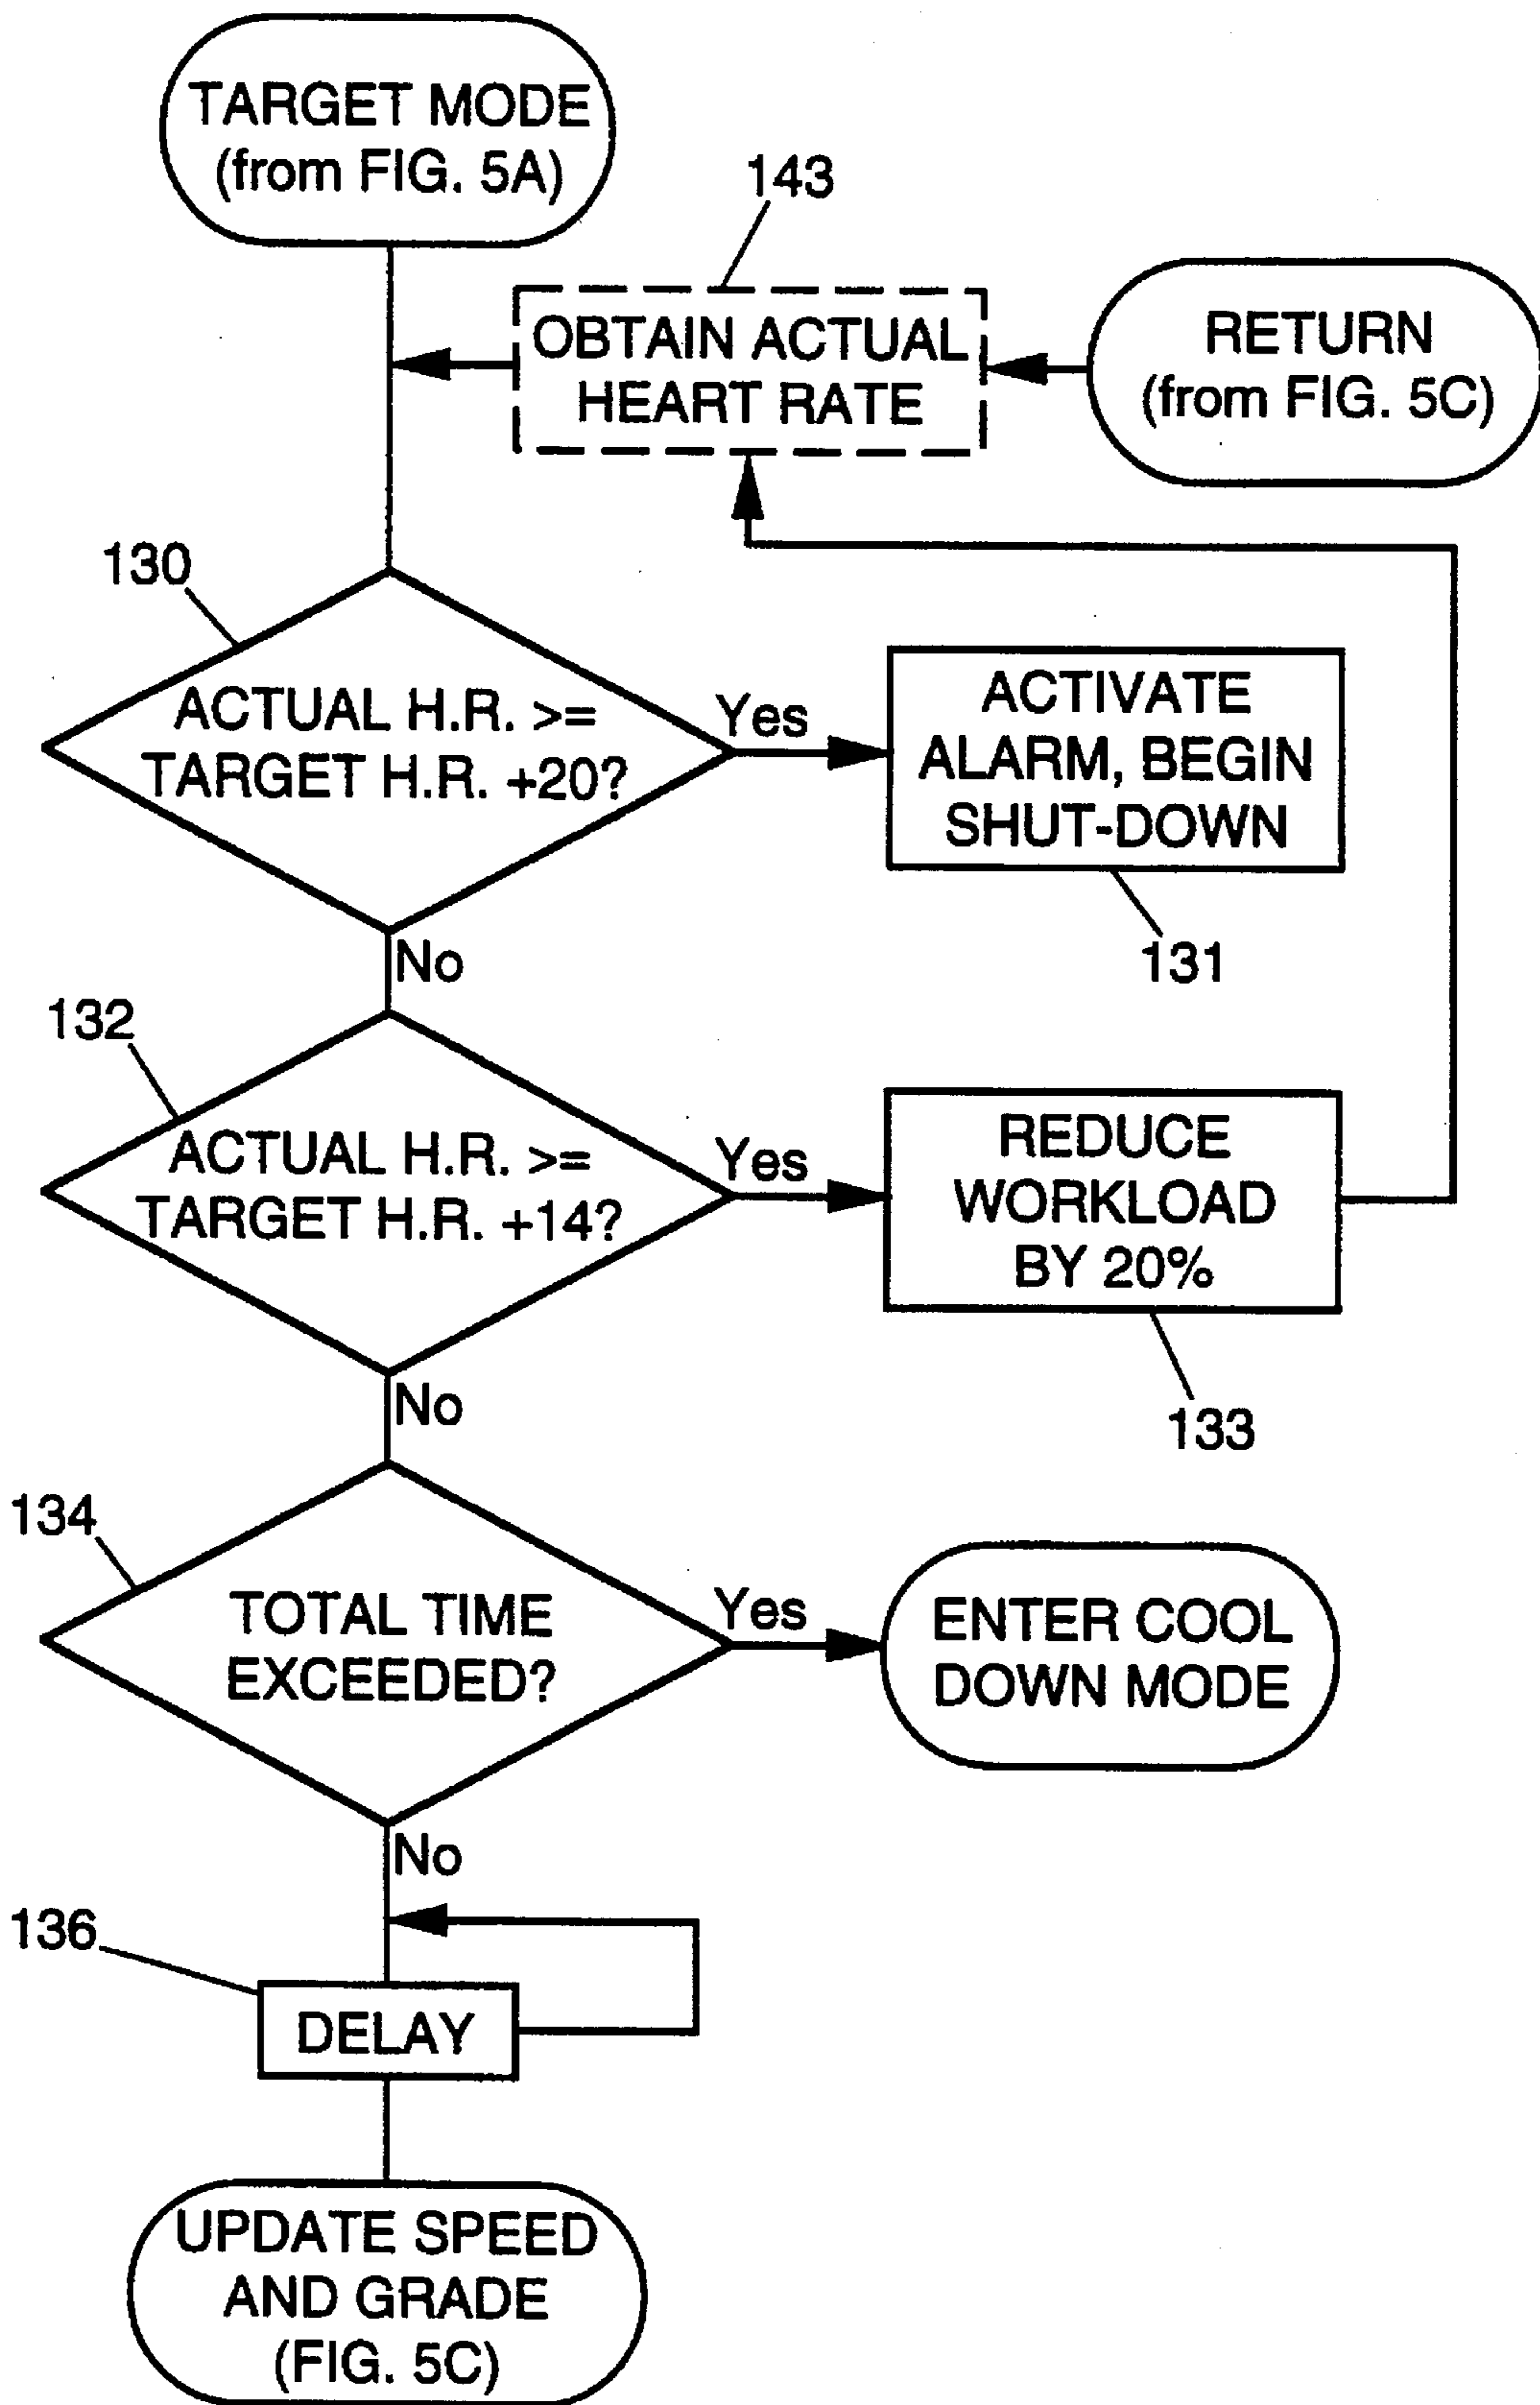 TARGET MODE
(from FIG. 5A)
143
OBTAIN ACTUAL
HEART RATE
RETURN
(from FIG. 5C)
130
ACTUAL H.R. >=
TARGET H.R. +20?
Yes
ACTIVATE
ALARM, BEGIN
SHUT-DOWN
131
No
132
ACTUAL H.R. >=
TARGET H.R. +14?
Yes
REDUCE
WORKLOAD
BY 20%
133
No
134
TOTAL TIME
EXCEEDED?
Yes
ENTER COOL
DOWN MODE
No
136
DELAY
UPDATE SPEED
AND GRADE
(FIG. 5C)